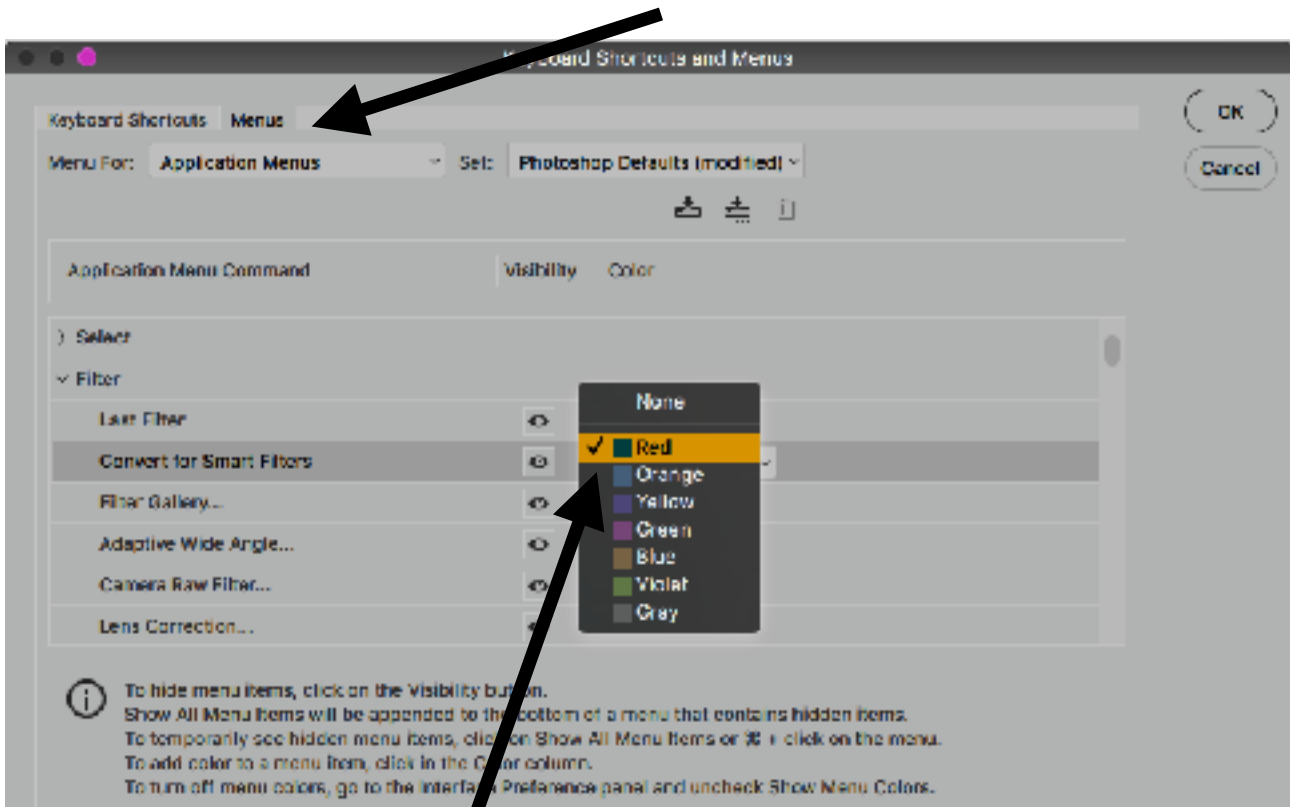 Keyboard Shortcuts and Menus
Keyboard Shortcuts Menus
OK
Menu For: Application Menus Set: Photoshop Defaults (modified)
Cancel
Application Menu Command Visibility Color
Select
Filter
None
Last Filter
Red
Convert for Smart Filters
Orange
Filter Gallery...
Yellow
Green
Adaptive Wide Angle...
Blue
Camera Raw Filter...
Violet
Gray
Lens Correction...
To hide menu items, click on the Visibility button.
Show All Menu Items will be appended to the bottom of a menu that contains hidden items.
To temporarily see hidden menu items, click on Show All Menu Items or ⌘ + click on the menu.
To add color to a menu item, click in the Color column.
To turn off menu colors, go to the Interface Preference panel and uncheck Show Menu Colors.